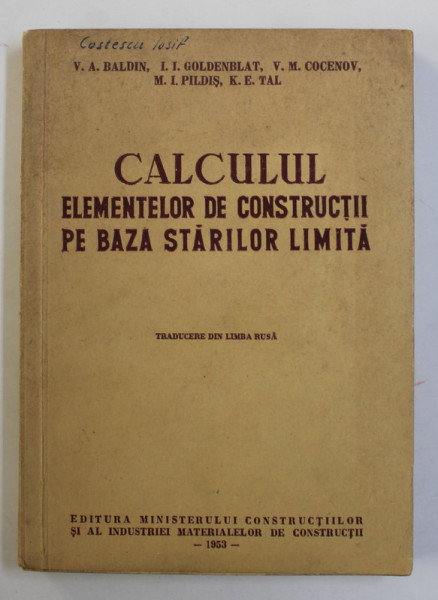 Costescu Iosif
V. A. BALDIN, I. I. GOLDENBLAT, V. M. COCENOV,
M. I. PILDIȘ, K. E. TAL
CALCULUL
ELEMENTELOR DE CONSTRUCȚII
PE BAZA STĂRILOR LIMITĂ
TRADUCERE DIN LIMBA RUSĂ
EDITURA MINISTERULUI CONSTRUCȚIILOR
ȘI AL INDUSTRIEI MATERIALELOR DE CONSTRUCȚII
— 1953 —